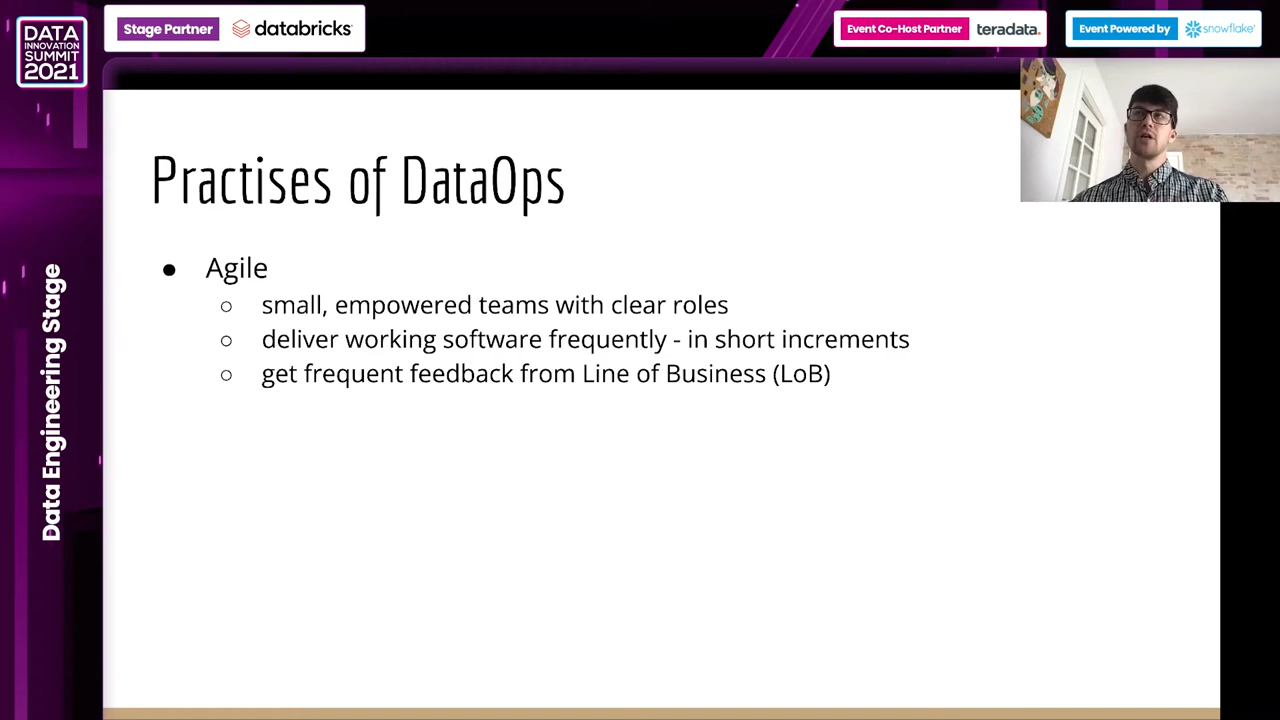 DATA
INNOVATION
SUMMIT
2021
Stage Partner
databricks
Event Co-Host Partner
teradata.
Event Powered by
snowflake
Data Engineering Stage
Practises of DataOps
● Agile
○ small, empowered teams with clear roles
○ deliver working software frequently - in short increments
○ get frequent feedback from Line of Business (LoB)